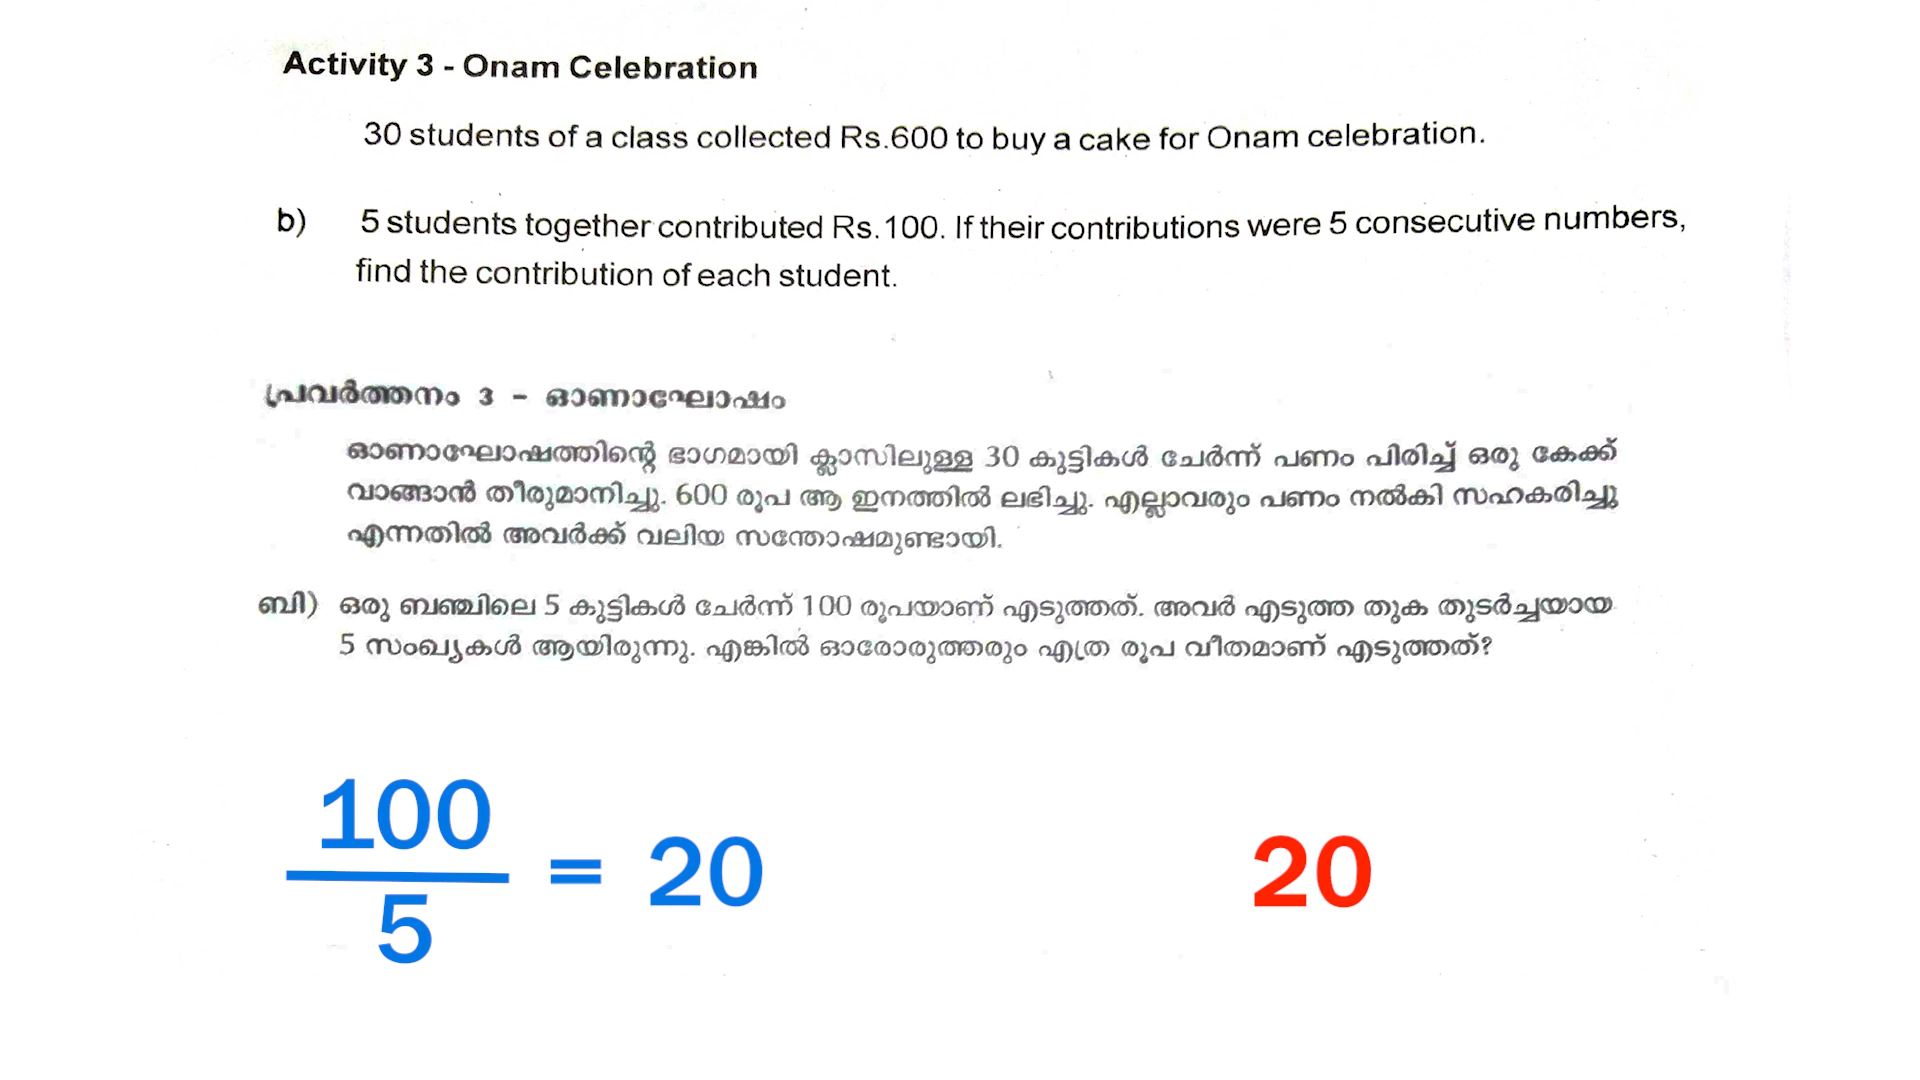 Activity 3 - Onam Celebration
30 students of a class collected Rs.600 to buy a cake for Onam celebration.
b) 5 students together contributed Rs.100. If their contributions were 5 consecutive numbers,
find the contribution of each student.
പ്രവർത്തനം 3 - ഓണാഘോഷം
ഓണാഘോഷത്തിന്റെ ഭാഗമായി ക്ലാസിലുള്ള 30 കുട്ടികൾ ചേർന്ന് പണം പിരിച്ച് ഒരു കേക്ക്
വാങ്ങാൻ തീരുമാനിച്ചു. 600 രൂപ ആ ഇനത്തിൽ ലഭിച്ചു. എല്ലാവരും പണം നൽകി സഹകരിച്ചു
എന്നതിൽ അവർക്ക് വലിയ സന്തോഷമുണ്ടായി.
ബി) ഒരു ബഞ്ചിലെ 5 കുട്ടികൾ ചേർന്ന് 100 രൂപയാണ് എടുത്തത്. അവർ എടുത്ത തുക തുടർച്ചയായ
5 സംഖ്യകൾ ആയിരുന്നു. എങ്കിൽ ഓരോരുത്തരും എത്ര രൂപ വീതമാണ് എടുത്തത്?
100
5
= 20
20